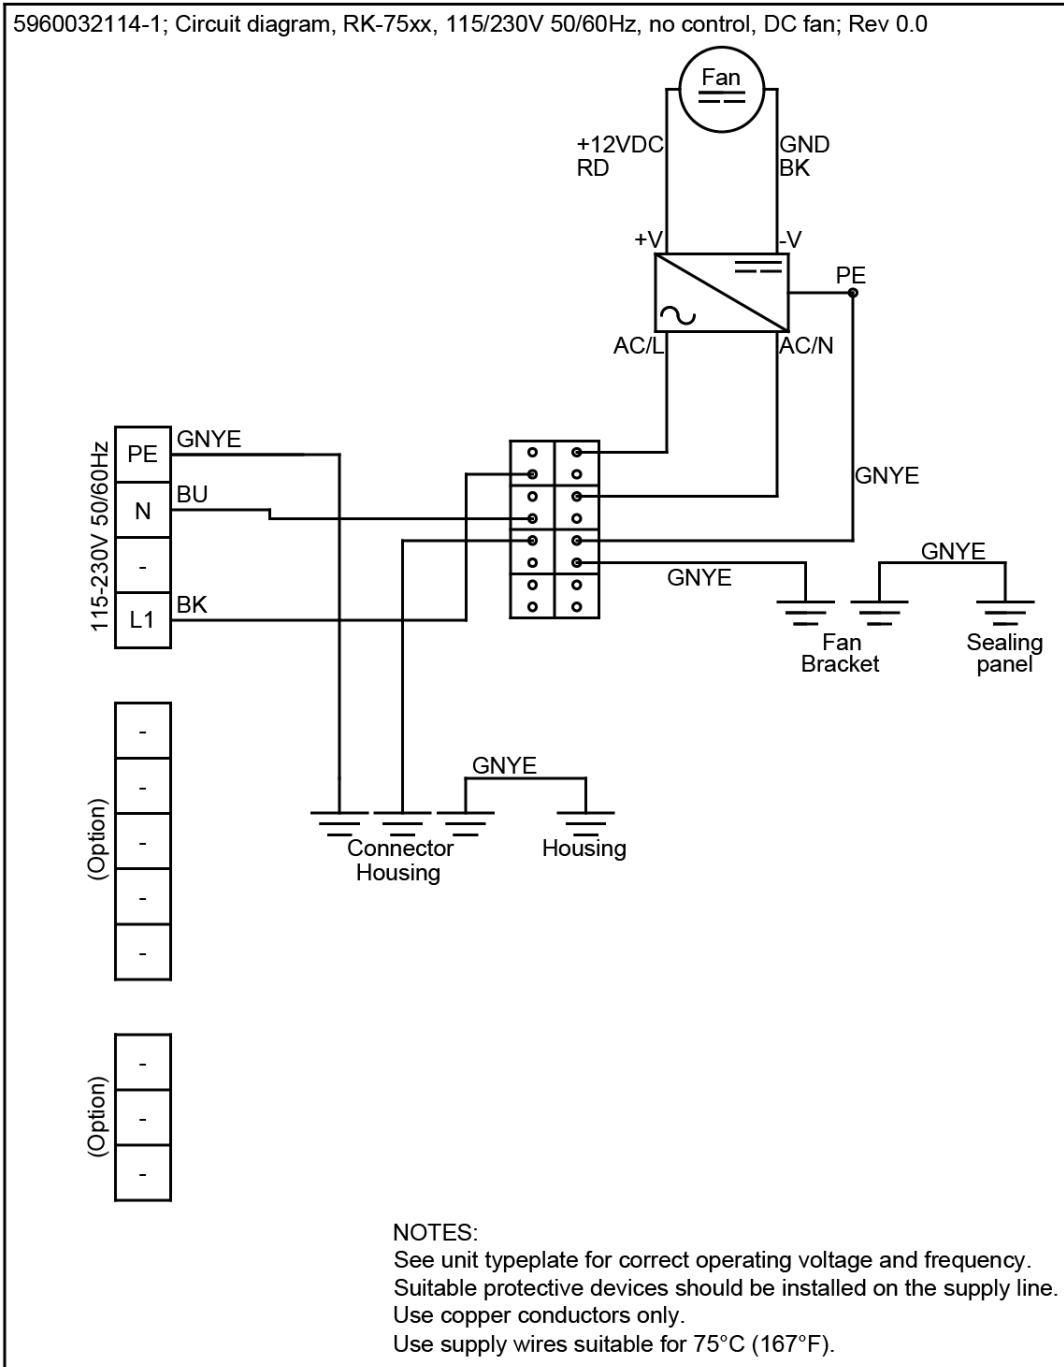 5960032114-1; Circuit diagram, RK-75xx, 115/230V 50/60Hz, no control, DC fan; Rev 0.0
Fan
+12VDC
RD
GND
BK
+V
-V
PE
AC/L
AC/N
115-230V 50/60Hz
PE
GNYE
N
BU
-
L1
BK
GNYE
GNYE
GNYE
Fan
Bracket
Sealing
panel
(Option)
-
-
-
-
-
GNYE
Connector
Housing
Housing
(Option)
-
-
-
NOTES:
See unit typeplate for correct operating voltage and frequency.
Suitable protective devices should be installed on the supply line.
Use copper conductors only.
Use supply wires suitable for 75°C (167°F).